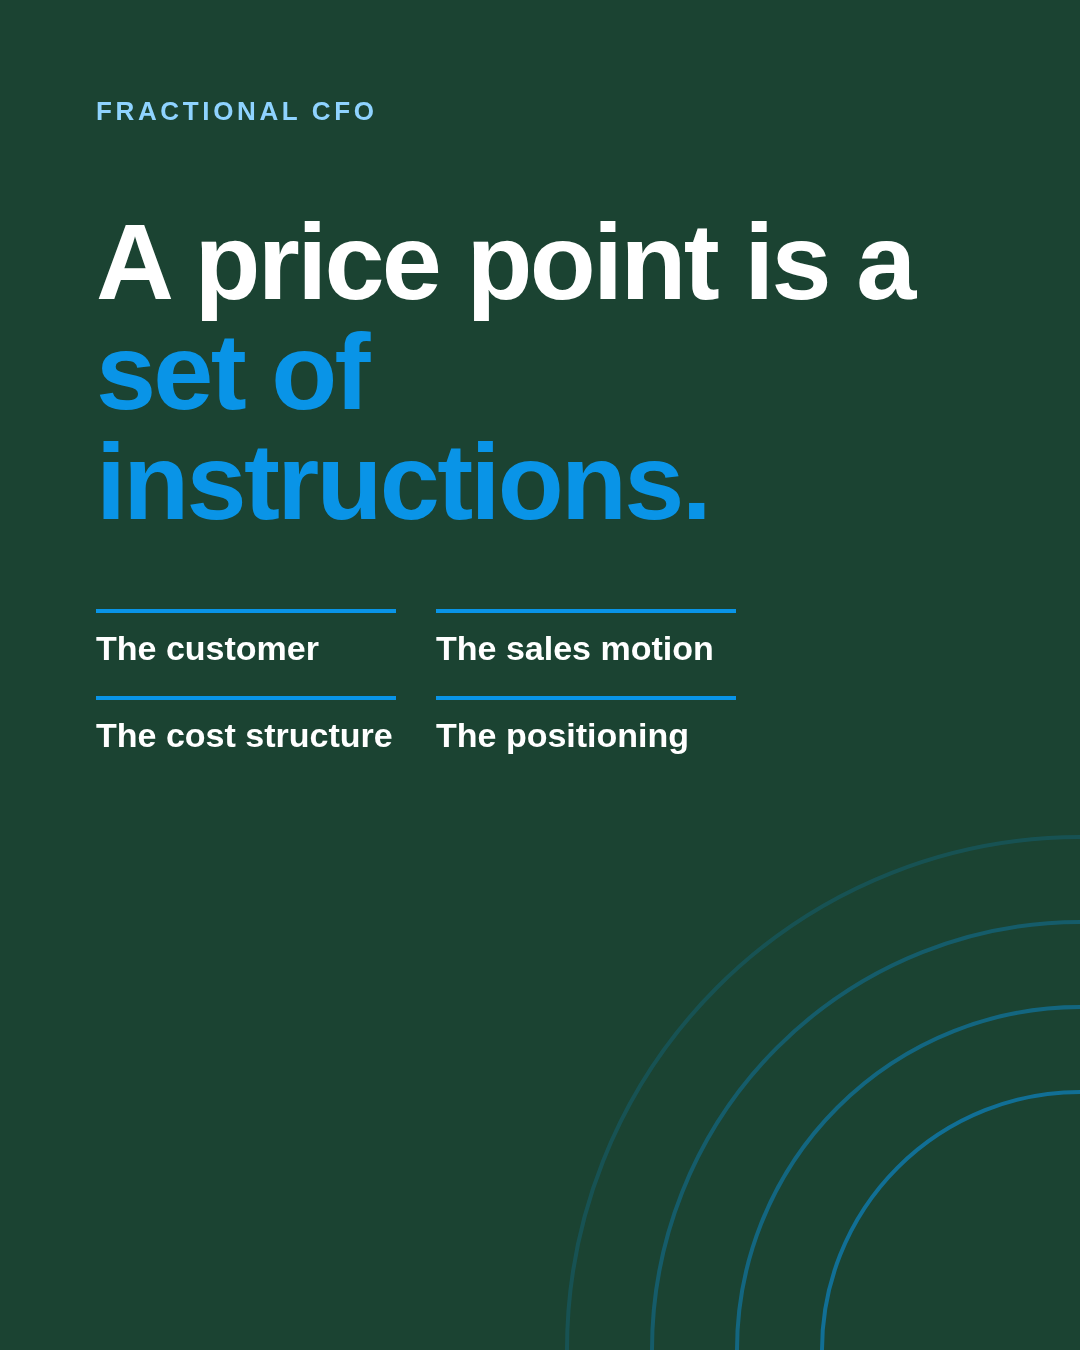 FRACTIONAL CFO
A price point is a
set of
instructions.
The customer
The sales motion
The cost structure
The positioning